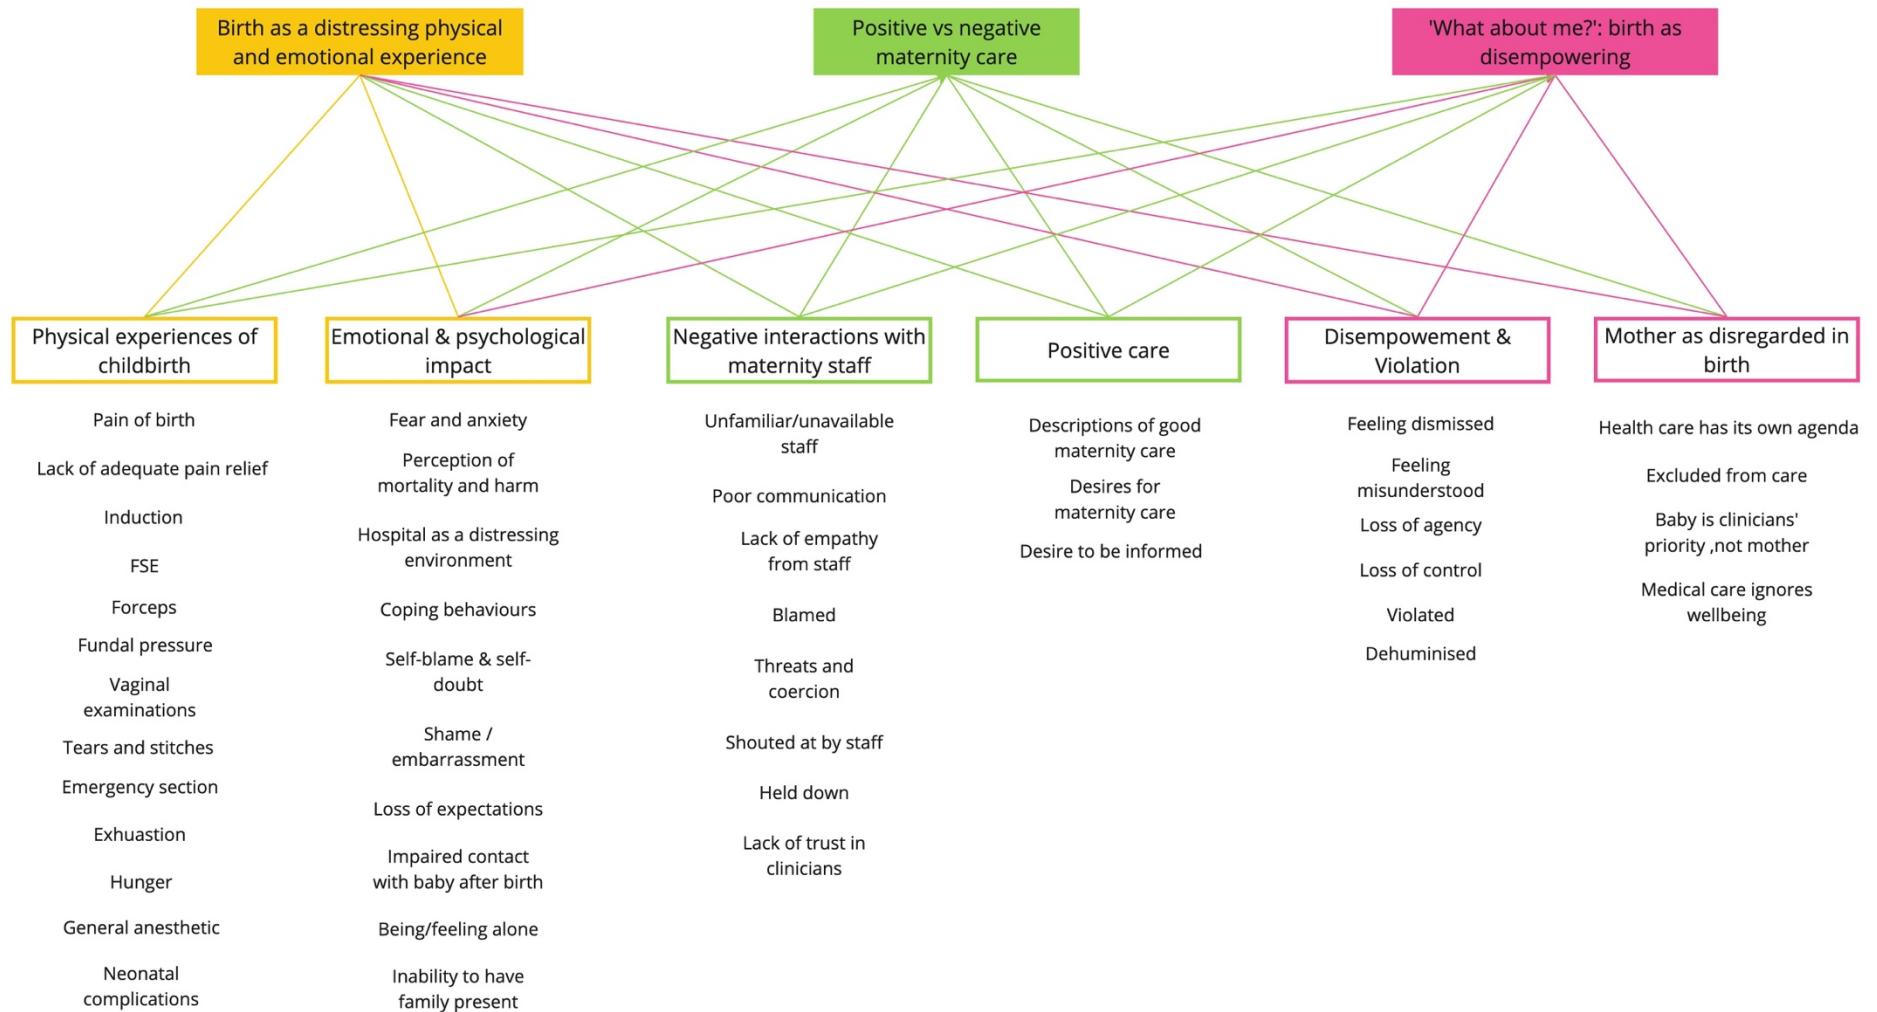 Birth as a distressing physical
and emotional experience
Positive vs negative
maternity care
'What about me?': birth as
disempowering
Physical experiences of
childbirth
Pain of birth
Lack of adequate pain relief
Induction
FSE
Forceps
Fundal pressure
Vaginal
examinations
Tears and stitches
Emergency section
Exhuastion
Hunger
General anesthetic
Neonatal
complications
Emotional & psychological
impact
Fear and anxiety
Perception of
mortality and harm
Hospital as a distressing
environment
Coping behaviours
Self-blame & self-
doubt
Shame /
embarrassment
Loss of expectations
Impaired contact
with baby after birth
Being/feeling alone
Inability to have
family present
Negative interactions with
maternity staff
Unfamiliar/unavailable
staff
Poor communication
Lack of empathy
from staff
Blamed
Threats and
coercion
Shouted at by staff
Held down
Lack of trust in
clinicians
Positive care
Descriptions of good
maternity care
Desires for
maternity care
Desire to be informed
Disempowement &
Violation
Feeling dismissed
Feeling
misunderstood
Loss of agency
Loss of control
Violated
Dehuminised
Mother as disregarded in
birth
Health care has its own agenda
Excluded from care
Baby is clinicians'
priority ,not mother
Medical care ignores
wellbeing